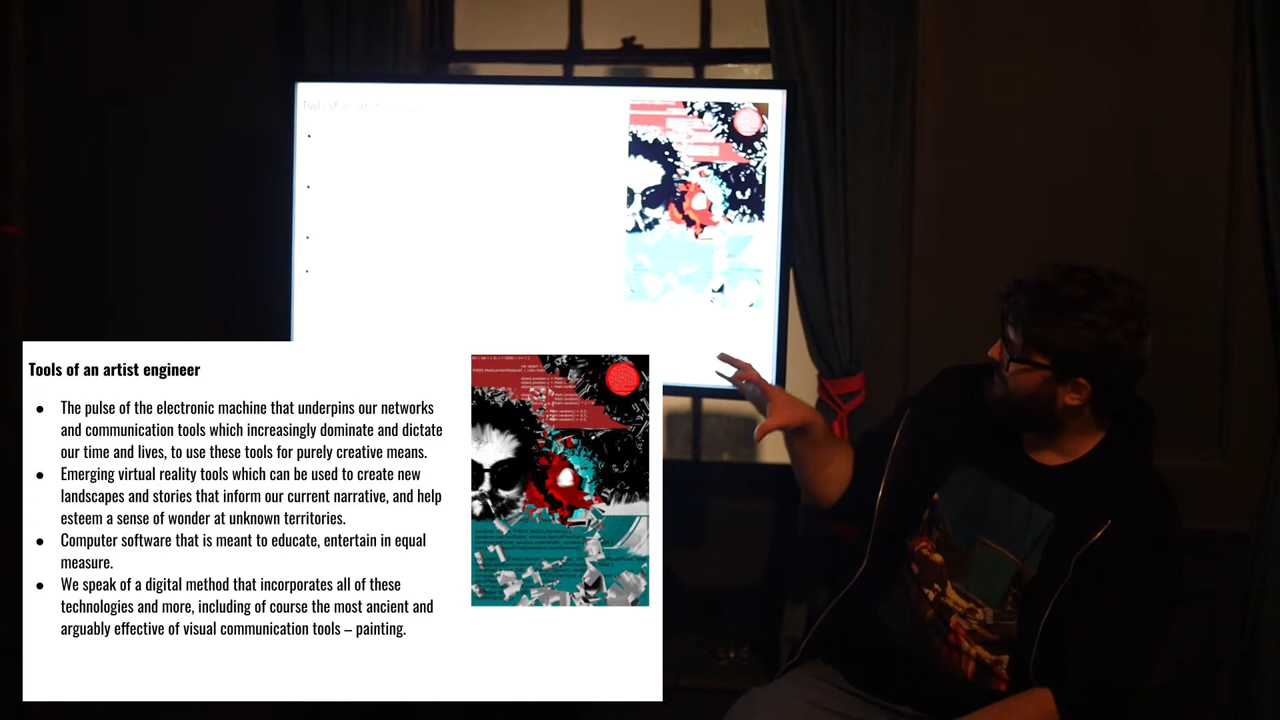 Tools of an artist engineer
● The pulse of the electronic machine that underpins our networks
and communication tools which increasingly dominate and dictate
our time and lives, to use these tools for purely creative means.
● Emerging virtual reality tools which can be used to create new
landscapes and stories that inform our current narrative, and help
esteem a sense of wonder at unknown territories.
● Computer software that is meant to educate, entertain in equal
measure.
● We speak of a digital method that incorporates all of these
technologies and more, including of course the most ancient and
arguably effective of visual communication tools – painting.